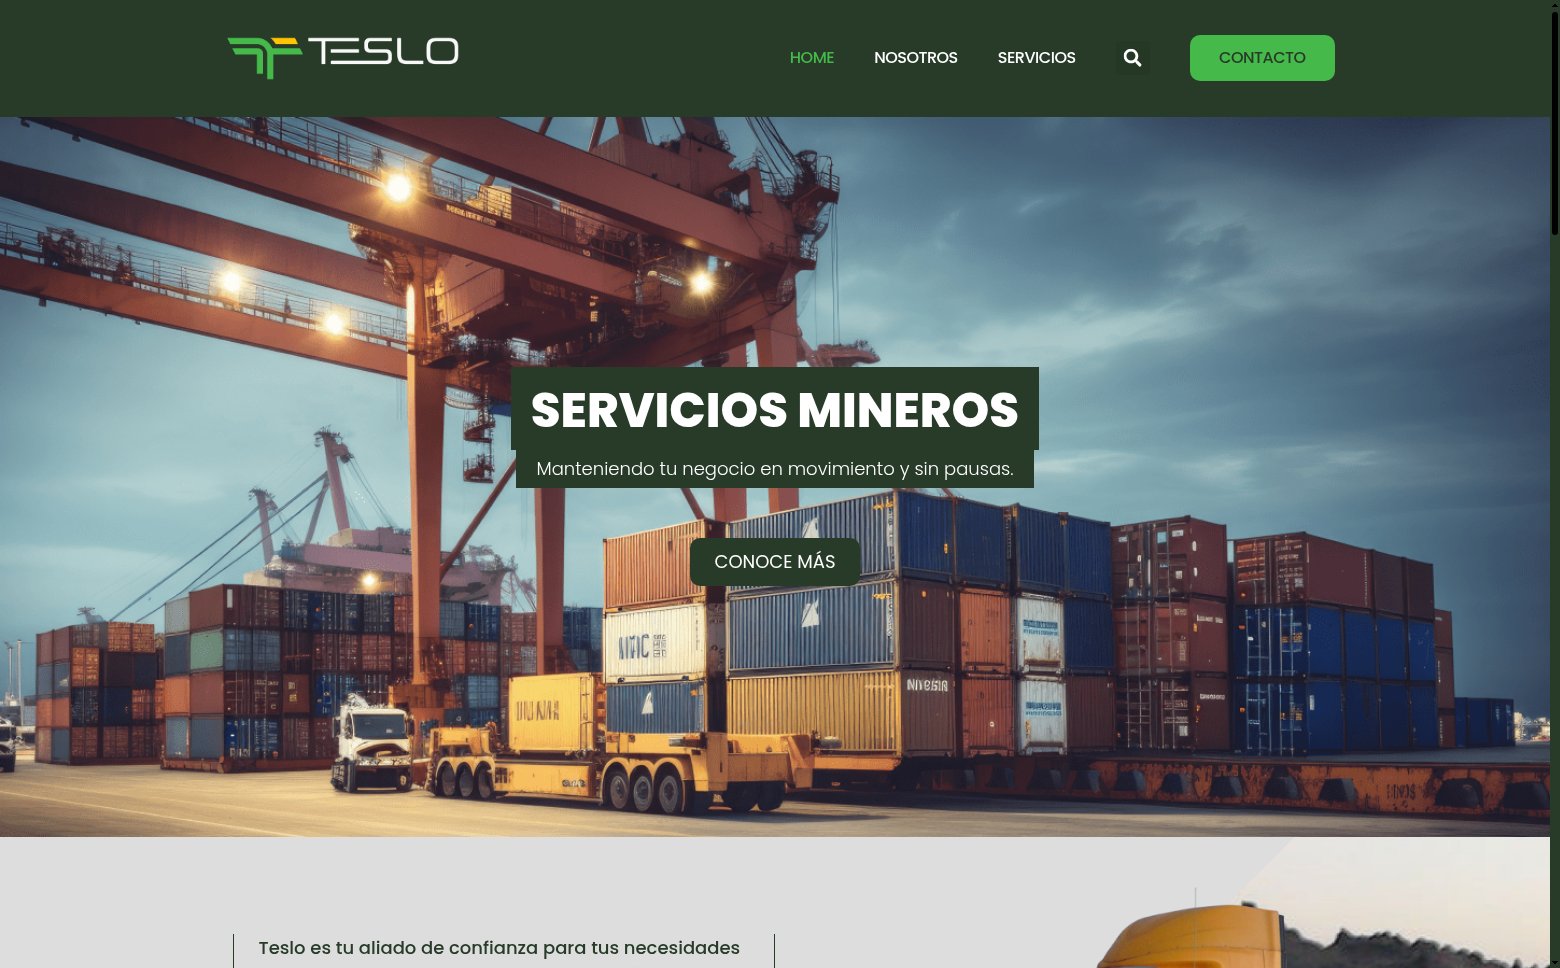 TESLO
HOME
NOSOTROS
SERVICIOS
CONTACTO
SERVICIOS MINEROS
Manteniendo tu negocio en movimiento y sin pausas.
CONOCE MÁS
Teslo es tu aliado de confianza para tus necesidades